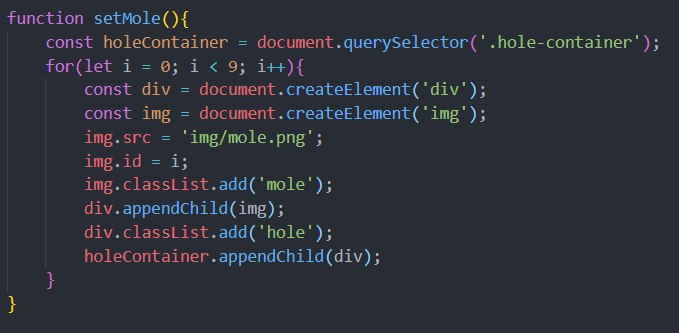 function setMole(){
    const holeContainer = document.querySelector('.hole-container');
    for(let i = 0; i < 9; i++){
        const div = document.createElement('div');
        const img = document.createElement('img');
        img.src = 'img/mole.png';
        img.id = i;
        img.classList.add('mole');
        div.appendChild(img);
        div.classList.add('hole');
        holeContainer.appendChild(div);
    }
}